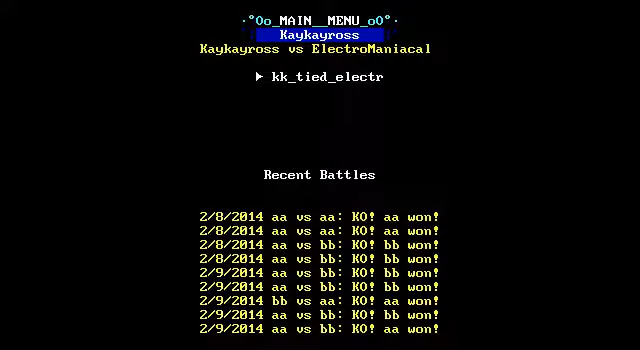 ·°Oo_MAIN__MENU_oO°·
Kaykayross
Kaykayross vs ElectroManiacal
kk_tied_electr
Recent Battles
2/8/2014 aa vs aa: KO! aa won!
2/8/2014 aa vs aa: KO! aa won!
2/8/2014 aa vs bb: KO! bb won!
2/8/2014 aa vs bb: KO! bb won!
2/9/2014 aa vs bb: KO! bb won!
2/9/2014 aa vs bb: KO! aa won!
2/9/2014 bb vs aa: KO! aa won!
2/9/2014 aa vs bb: KO! bb won!
2/9/2014 aa vs bb: KO! aa won!